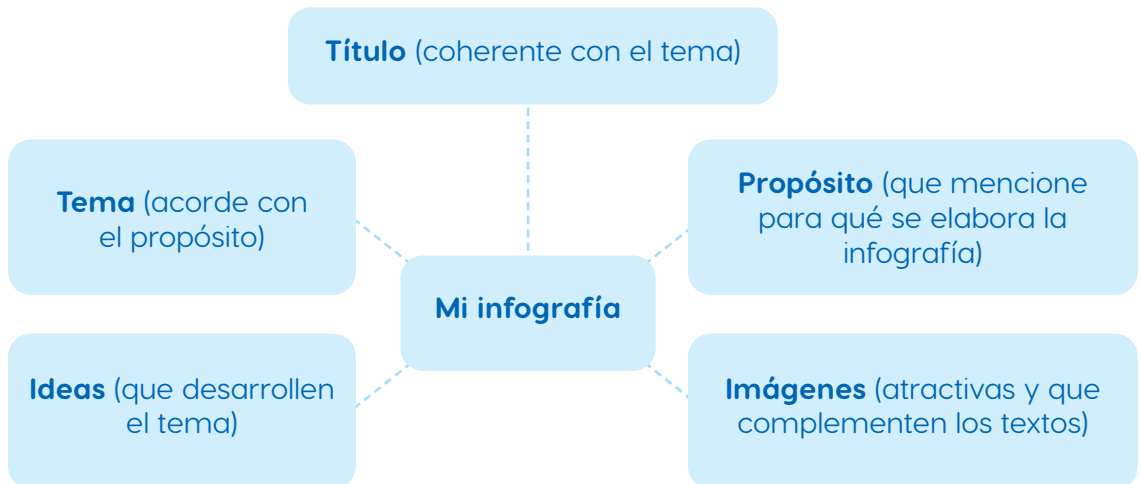 Título (coherente con el tema)
Tema (acorde con
el propósito)
Propósito (que mencione
para qué se elabora la
infografía)
Mi infografía
Ideas (que desarrollen
el tema)
Imágenes (atractivas y que
complementen los textos)